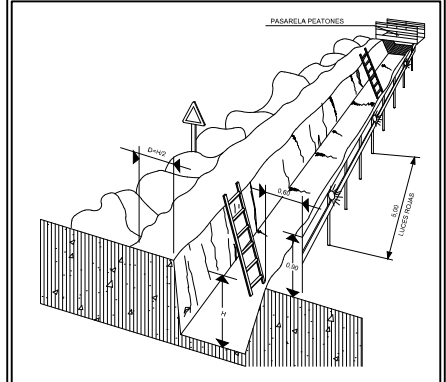 PASARELA PEATONES
D=H/2
0,60
5,00
LUCES ROJAS
0,90
H